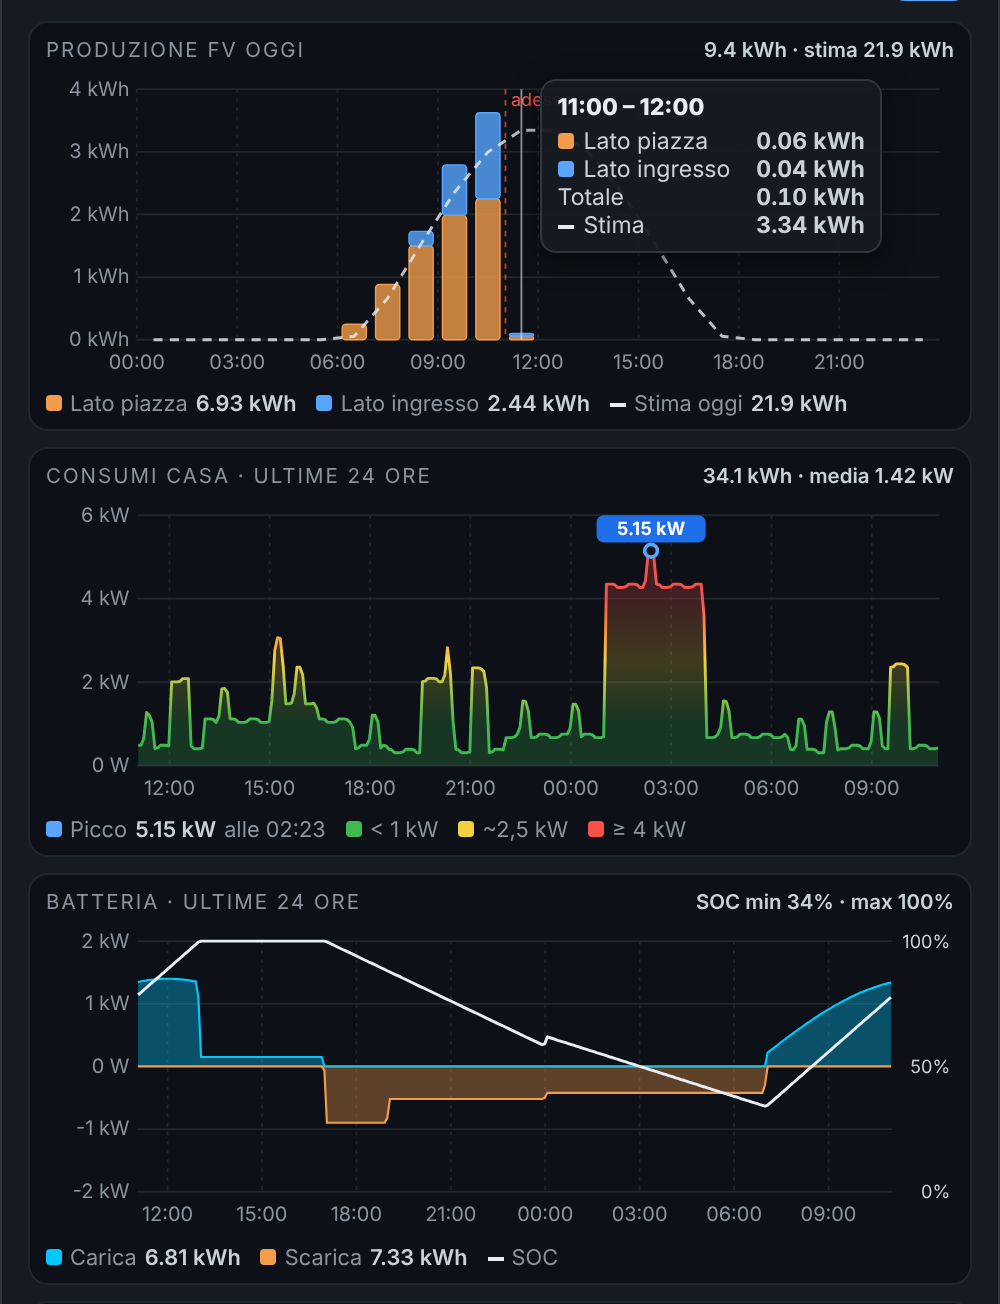 PRODUZIONE FV OGGI 9.4 kWh · stima 21.9 kWh
4 kWh
3 kWh
2 kWh
1 kWh
0 kWh
11:00 – 12:00
Lato piazza 0.06 kWh
Lato ingresso 0.04 kWh
Totale 0.10 kWh
Stima 3.34 kWh
00:00 03:00 06:00 09:00 12:00 15:00 18:00 21:00
Lato piazza 6.93 kWh Lato ingresso 2.44 kWh Stima oggi 21.9 kWh
CONSUMI CASA · ULTIME 24 ORE 34.1 kWh · media 1.42 kW
6 kW
4 kW
2 kW
0 W
5.15 kW
12:00 15:00 18:00 21:00 00:00 03:00 06:00 09:00
Picco 5.15 kW alle 02:23 < 1 kW ~2,5 kW ≥ 4 kW
BATTERIA · ULTIME 24 ORE SOC min 34% · max 100%
2 kW 100%
1 kW
0 W 50%
-1 kW
-2 kW 0%
12:00 15:00 18:00 21:00 00:00 03:00 06:00 09:00
Carica 6.81 kWh Scarica 7.33 kWh SOC